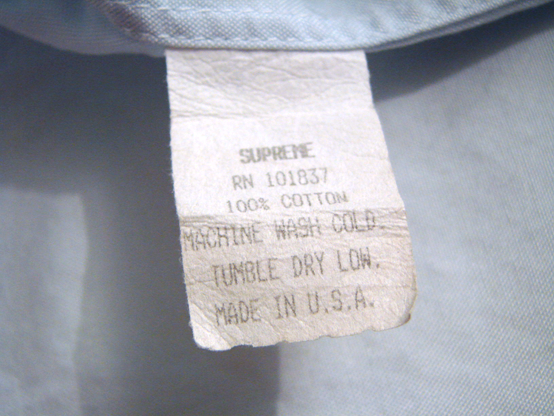 SUPREME
RN 101837
100% COTTON
MACHINE WASH COLD.
TUMBLE DRY LOW.
MADE IN U.S.A.